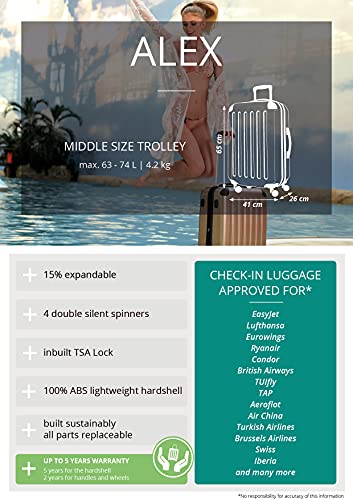 ALEX
MIDDLE SIZE TROLLEY
max. 63 - 74 L | 4.2 kg
65 cm
41 cm
26 cm
+ 15% expandable
+ 4 double silent spinners
+ inbuilt TSA Lock
+ 100% ABS lightweight hardshell
+ built sustainably
all parts replaceable
+ UP TO 5 YEARS WARRANTY
5 years for the hardshell
2 years for handles and wheels
CHECK-IN LUGGAGE
APPROVED FOR*
EasyJet
Lufthansa
Eurowings
Ryanair
Condor
British Airways
TUIfly
TAP
Aeroflot
Air China
Turkish Airlines
Brussels Airlines
Swiss
Iberia
and many more
*No responsibility for accuracy of this information!